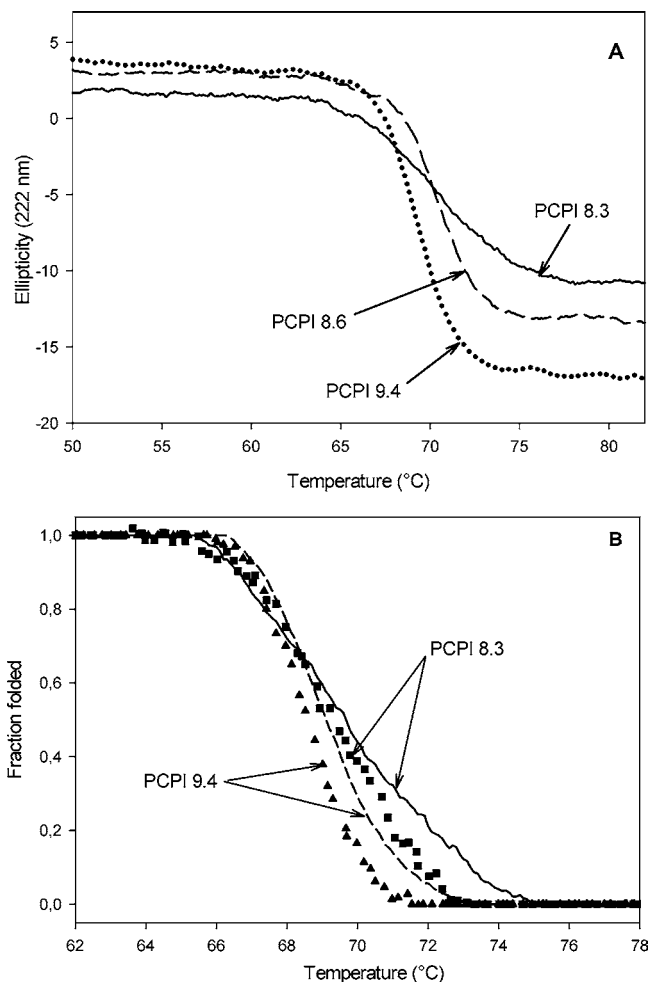 A
5
0
-5
-10
-15
-20
Ellipticity (222 nm)
PCPI 8.3
PCPI 8.6
PCPI 9.4
50 55 60 65 70 75 80
Temperature (°C)
B
1,0
0,8
0,6
0,4
0,2
0,0
Fraction folded
PCPI 8.3
PCPI 9.4
62 64 66 68 70 72 74 76 78
Temperature (°C)